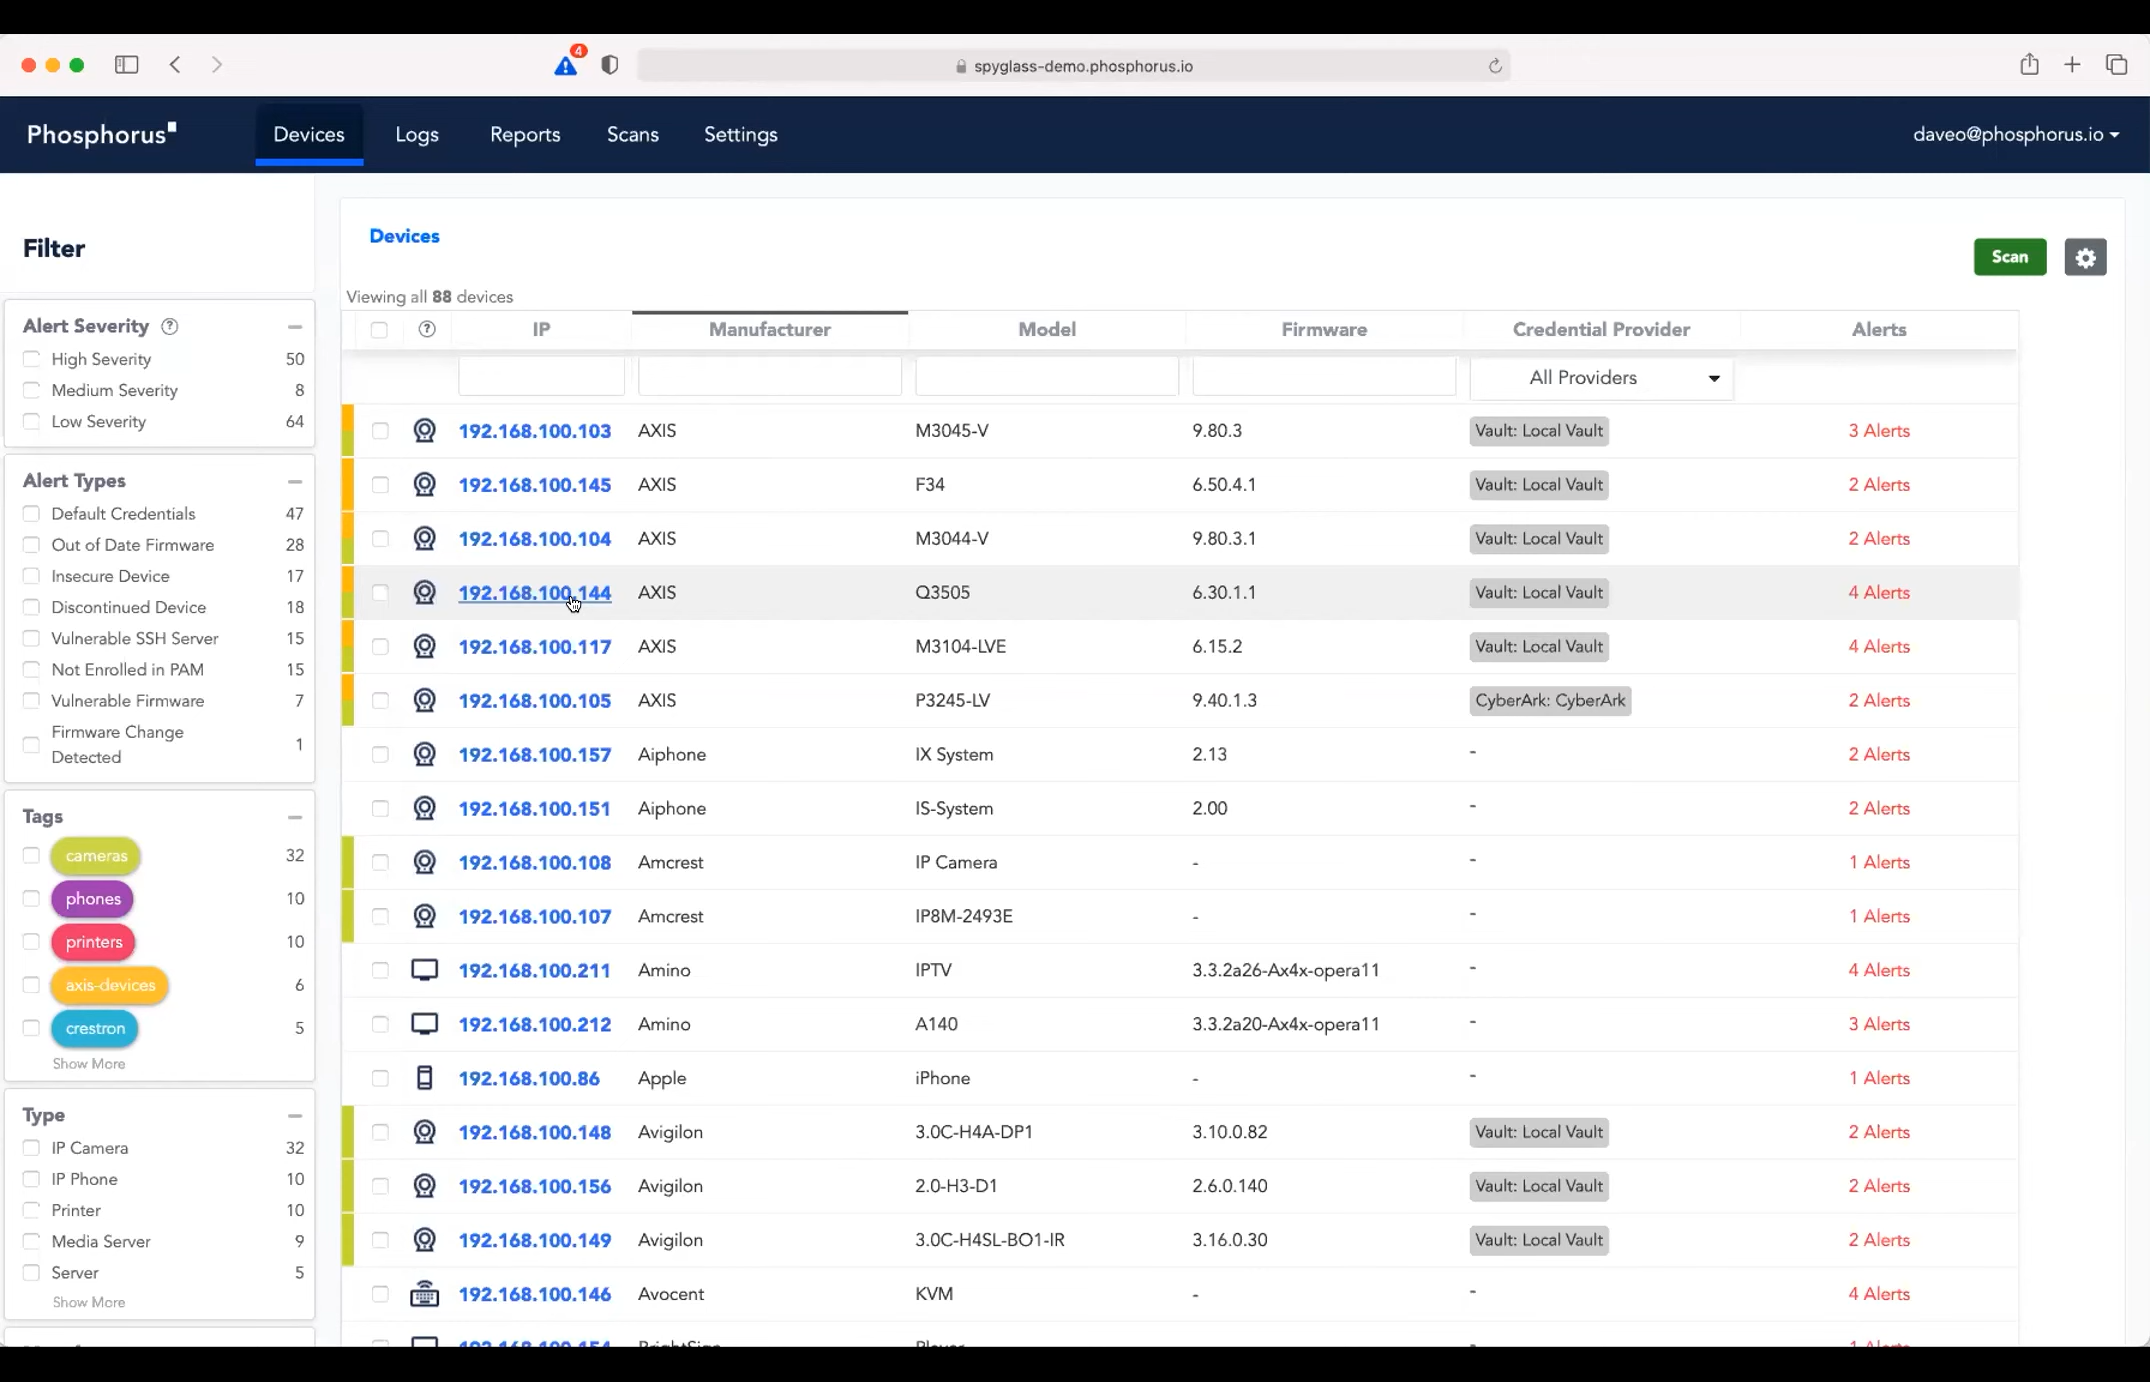 4
spyglass-demo.phosphorus.io
Phosphorus
Devices
Logs
Reports
Scans
Settings
daveo@phosphorus.io
Filter
Alert Severity ?
High Severity 50
Medium Severity 8
Low Severity 64
Alert Types
Default Credentials 47
Out of Date Firmware 28
Insecure Device 17
Discontinued Device 18
Vulnerable SSH Server 15
Not Enrolled in PAM 15
Vulnerable Firmware 7
Firmware Change
Detected 1
Tags
cameras 32
phones 10
printers 10
axis-devices 6
crestron 5
Show More
Type
IP Camera 32
IP Phone 10
Printer 10
Media Server 9
Server 5
Show More
Devices
Scan
Viewing all 88 devices
? IP Manufacturer Model Firmware Credential Provider Alerts
All Providers
192.168.100.103 AXIS M3045-V 9.80.3 Vault: Local Vault 3 Alerts
192.168.100.145 AXIS F34 6.50.4.1 Vault: Local Vault 2 Alerts
192.168.100.104 AXIS M3044-V 9.80.3.1 Vault: Local Vault 2 Alerts
192.168.100.144 AXIS Q3505 6.30.1.1 Vault: Local Vault 4 Alerts
192.168.100.117 AXIS M3104-LVE 6.15.2 Vault: Local Vault 4 Alerts
192.168.100.105 AXIS P3245-LV 9.40.1.3 CyberArk: CyberArk 2 Alerts
192.168.100.157 Aiphone IX System 2.13 - 2 Alerts
192.168.100.151 Aiphone IS-System 2.00 - 2 Alerts
192.168.100.108 Amcrest IP Camera - - 1 Alerts
192.168.100.107 Amcrest IP8M-2493E - - 1 Alerts
192.168.100.211 Amino IPTV 3.3.2a26-Ax4x-opera11 - 4 Alerts
192.168.100.212 Amino A140 3.3.2a20-Ax4x-opera11 - 3 Alerts
192.168.100.86 Apple iPhone - - 1 Alerts
192.168.100.148 Avigilon 3.0C-H4A-DP1 3.10.0.82 Vault: Local Vault 2 Alerts
192.168.100.156 Avigilon 2.0-H3-D1 2.6.0.140 Vault: Local Vault 2 Alerts
192.168.100.149 Avigilon 3.0C-H4SL-BO1-IR 3.16.0.30 Vault: Local Vault 2 Alerts
192.168.100.146 Avocent KVM - - 4 Alerts